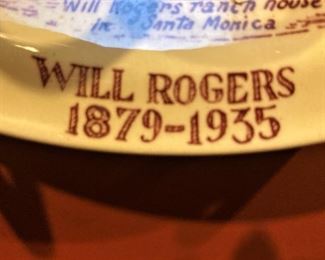 Will Rogers ranch house
in Santa Monica
WILL ROGERS
1879-1935